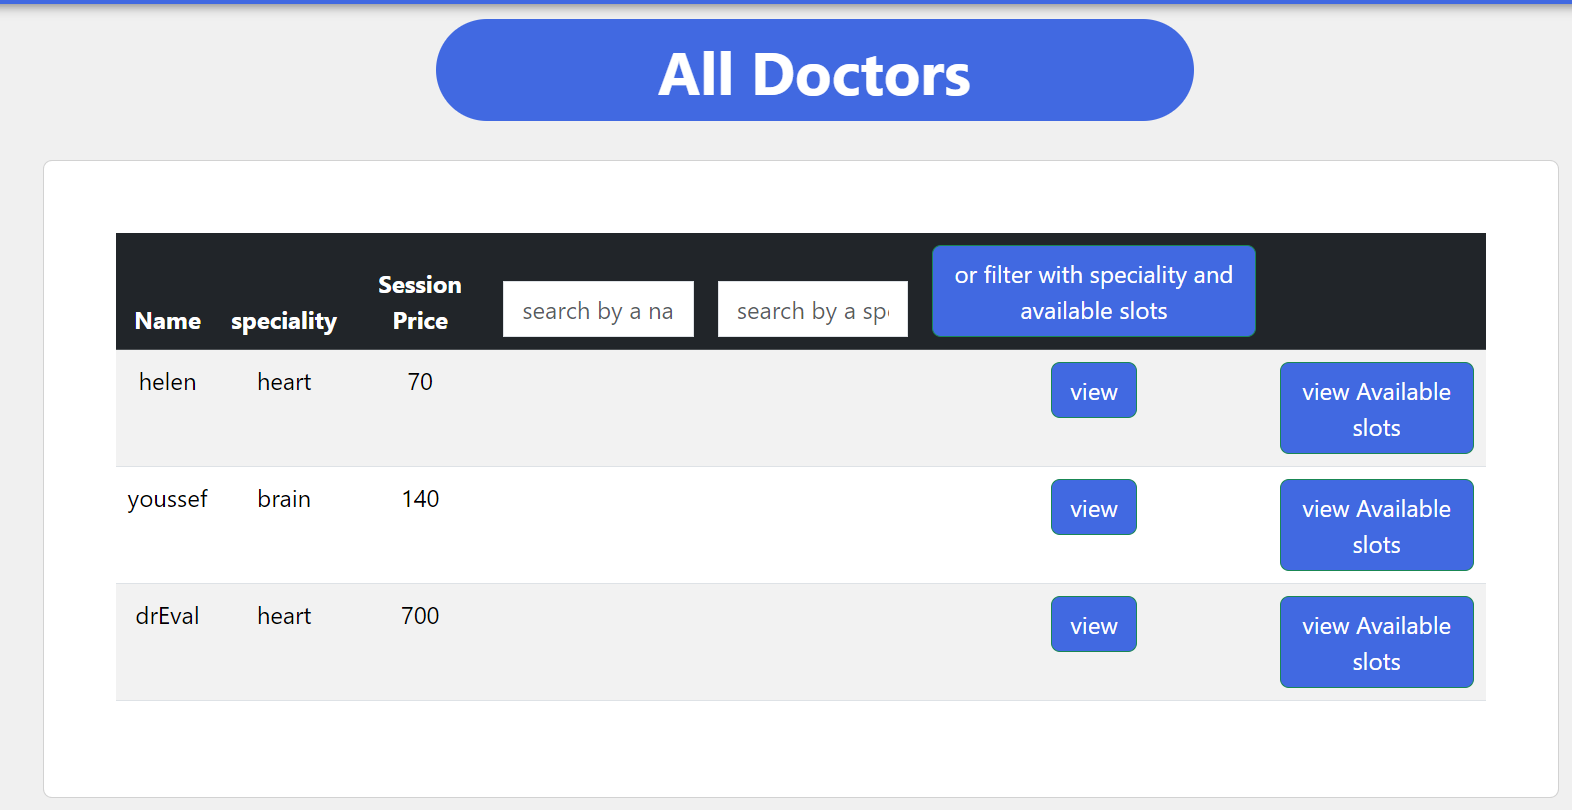 All Doctors
Name speciality Session Price search by a na search by a sp or filter with speciality and available slots
helen heart 70 view view Available slots
youssef brain 140 view view Available slots
drEval heart 700 view view Available slots